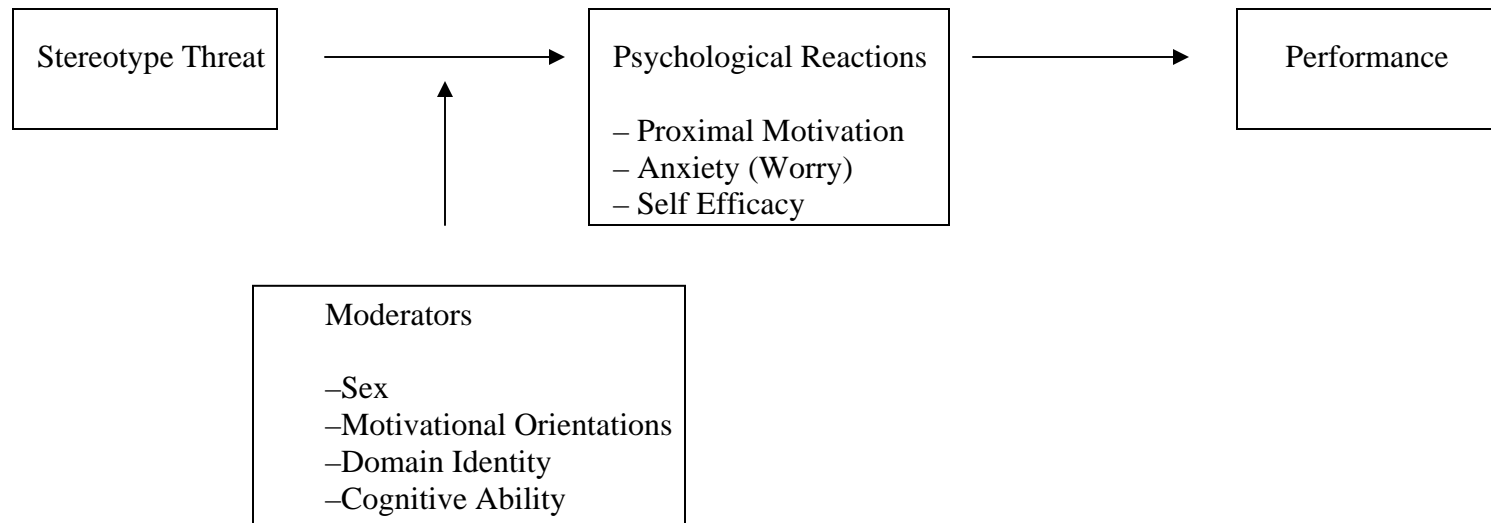 Stereotype Threat
Psychological Reactions
– Proximal Motivation
– Anxiety (Worry)
– Self Efficacy
Performance
Moderators
–Sex
–Motivational Orientations
–Domain Identity
–Cognitive Ability